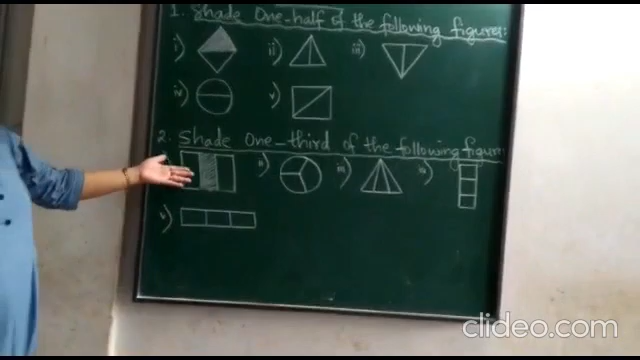 1. Shade One-half of the following figures:
i) ii) iii)
iv) v)
2. Shade One-third of the following figures
ii) iii) iv)
v)
clideo.com